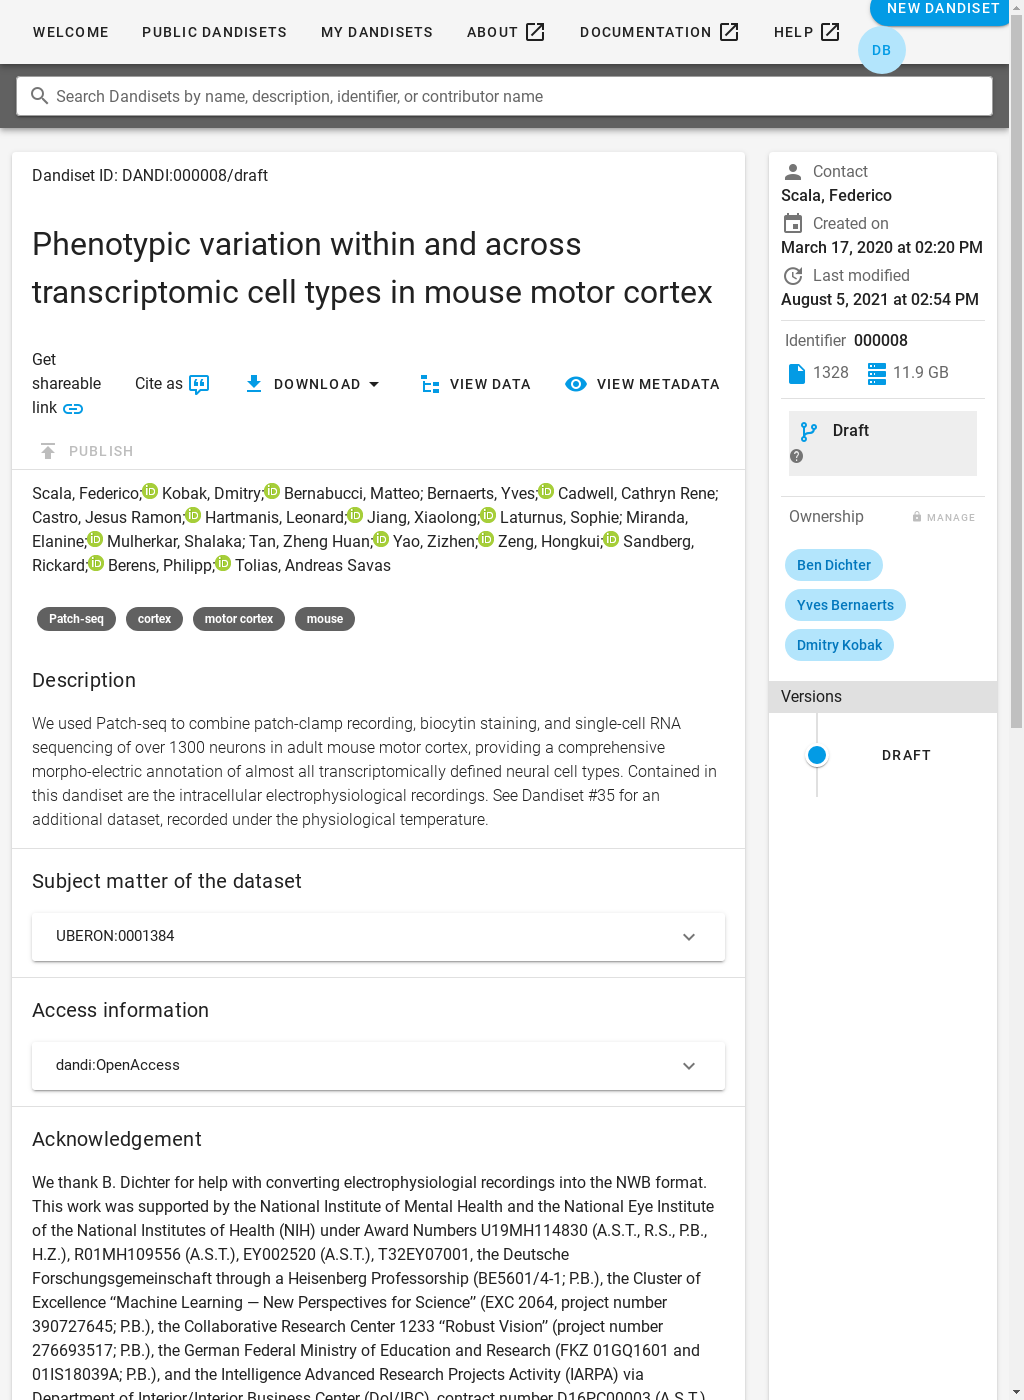 WELCOME PUBLIC DANDISETS MY DANDISETS ABOUT DOCUMENTATION HELP NEW DANDISET
DB
Search Dandisets by name, description, identifier, or contributor name
Dandiset ID: DANDI:000008/draft
Phenotypic variation within and across
transcriptomic cell types in mouse motor cortex
Get
shareable
link
Cite as
DOWNLOAD
VIEW DATA
VIEW METADATA
PUBLISH
Scala, Federico; Kobak, Dmitry; Bernabucci, Matteo; Bernaerts, Yves; Cadwell, Cathryn Rene;
Castro, Jesus Ramon; Hartmanis, Leonard; Jiang, Xiaolong; Laturnus, Sophie; Miranda,
Elanine; Mulherkar, Shalaka; Tan, Zheng Huan; Yao, Zizhen; Zeng, Hongkui; Sandberg,
Rickard; Berens, Philipp; Tolias, Andreas Savas
Patch-seq cortex motor cortex mouse
Description
We used Patch-seq to combine patch-clamp recording, biocytin staining, and single-cell RNA
sequencing of over 1300 neurons in adult mouse motor cortex, providing a comprehensive
morpho-electric annotation of almost all transcriptomically defined neural cell types. Contained in
this dandiset are the intracellular electrophysiological recordings. See Dandiset #35 for an
additional dataset, recorded under the physiological temperature.
Subject matter of the dataset
UBERON:0001384
Access information
dandi:OpenAccess
Acknowledgement
We thank B. Dichter for help with converting electrophysiologial recordings into the NWB format.
This work was supported by the National Institute of Mental Health and the National Eye Institute
of the National Institutes of Health (NIH) under Award Numbers U19MH114830 (A.S.T., R.S., P.B.,
H.Z.), R01MH109556 (A.S.T.), EY002520 (A.S.T.), T32EY07001, the Deutsche
Forschungsgemeinschaft through a Heisenberg Professorship (BE5601/4-1; P.B.), the Cluster of
Excellence “Machine Learning — New Perspectives for Science” (EXC 2064, project number
390727645; P.B.), the Collaborative Research Center 1233 “Robust Vision” (project number
276693517; P.B.), the German Federal Ministry of Education and Research (FKZ 01GQ1601 and
01IS18039A; P.B.), and the Intelligence Advanced Research Projects Activity (IARPA) via
Department of Interior/Interior Business Center (DoI/IBC), contract number D16PC00003 (A.S.T.)
Contact
Scala, Federico
Created on
March 17, 2020 at 02:20 PM
Last modified
August 5, 2021 at 02:54 PM
Identifier 000008
1328 11.9 GB
Draft
Ownership MANAGE
Ben Dichter
Yves Bernaerts
Dmitry Kobak
Versions
DRAFT